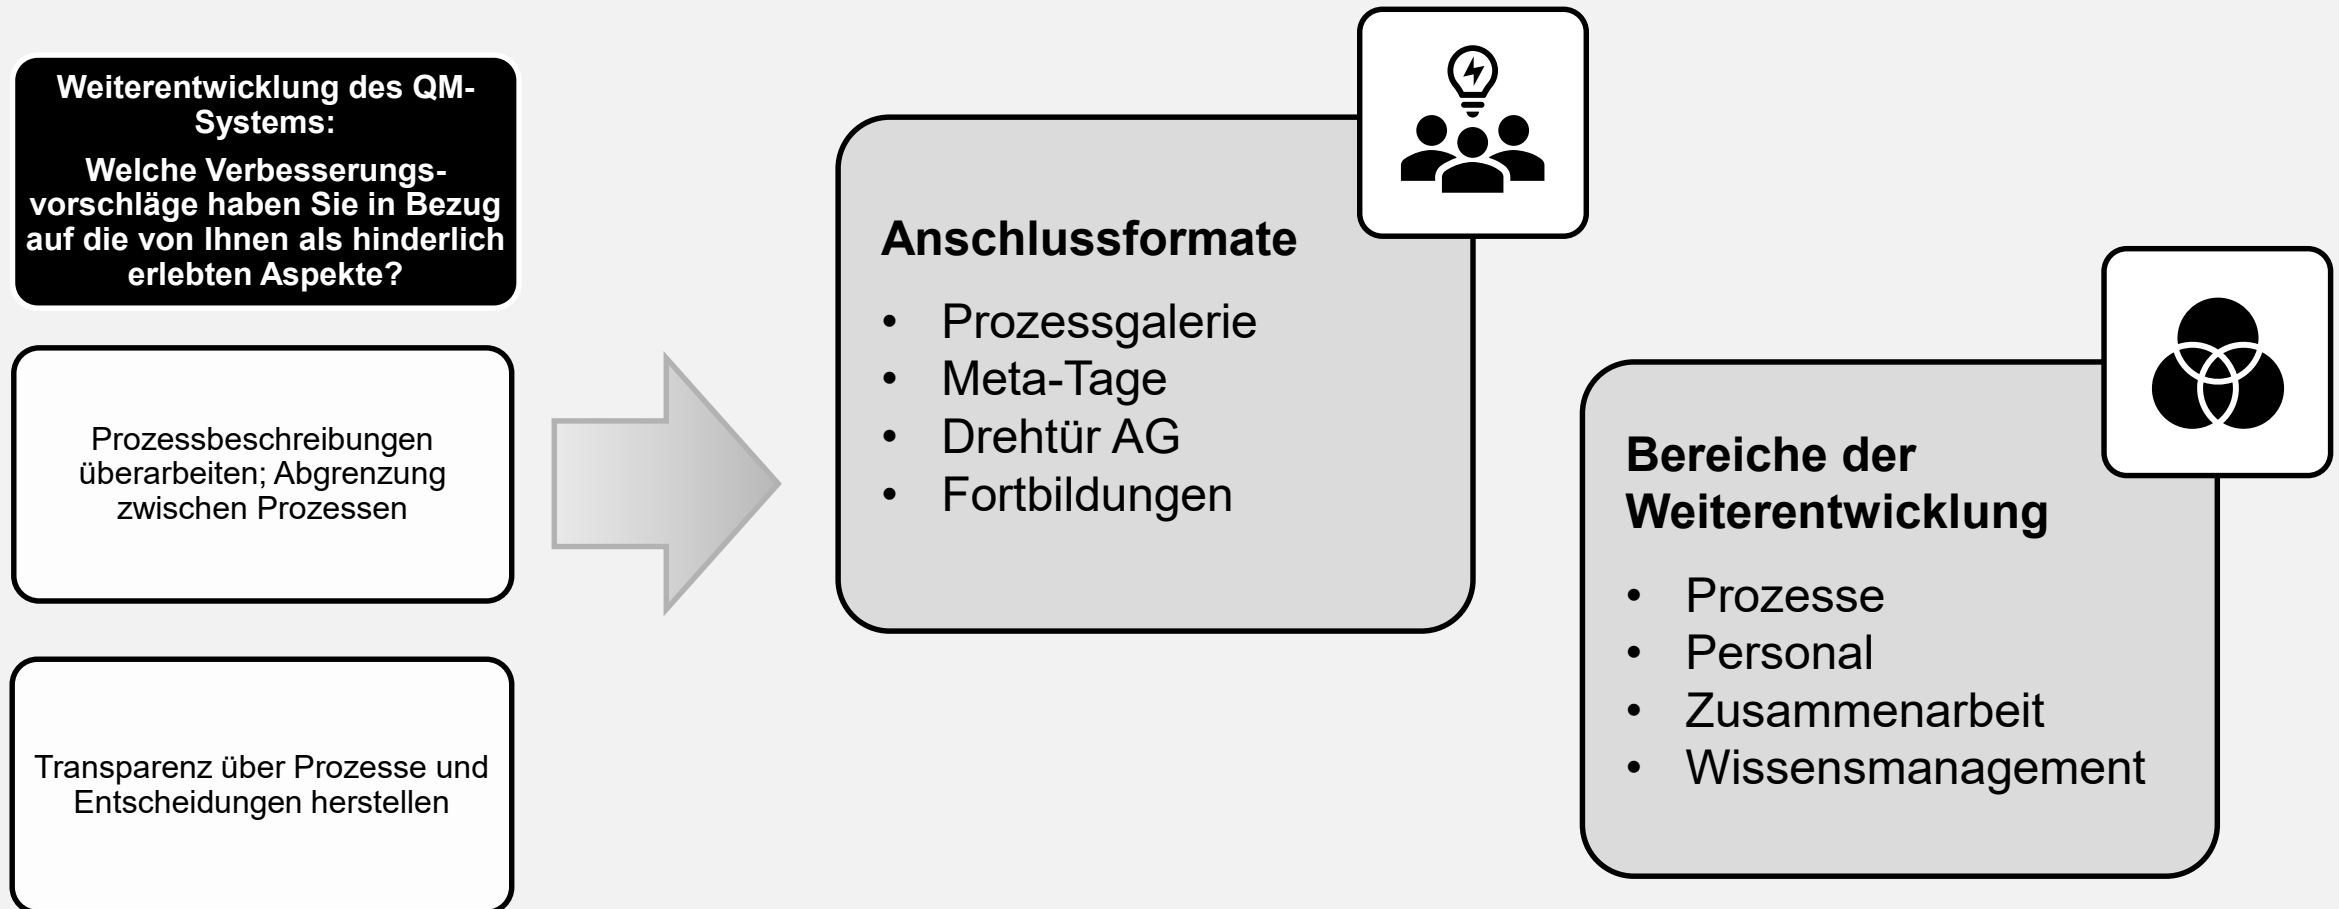 Weiterentwicklung des QM-
Systems:
Welche Verbesserungs-
vorschläge haben Sie in Bezug
auf die von Ihnen als hinderlich
erlebten Aspekte?
Prozessbeschreibungen
überarbeiten; Abgrenzung
zwischen Prozessen
Transparenz über Prozesse und
Entscheidungen herstellen
Anschlussformate
• Prozessgalerie
• Meta-Tage
• Drehtür AG
• Fortbildungen
Bereiche der
Weiterentwicklung
• Prozesse
• Personal
• Zusammenarbeit
• Wissensmanagement